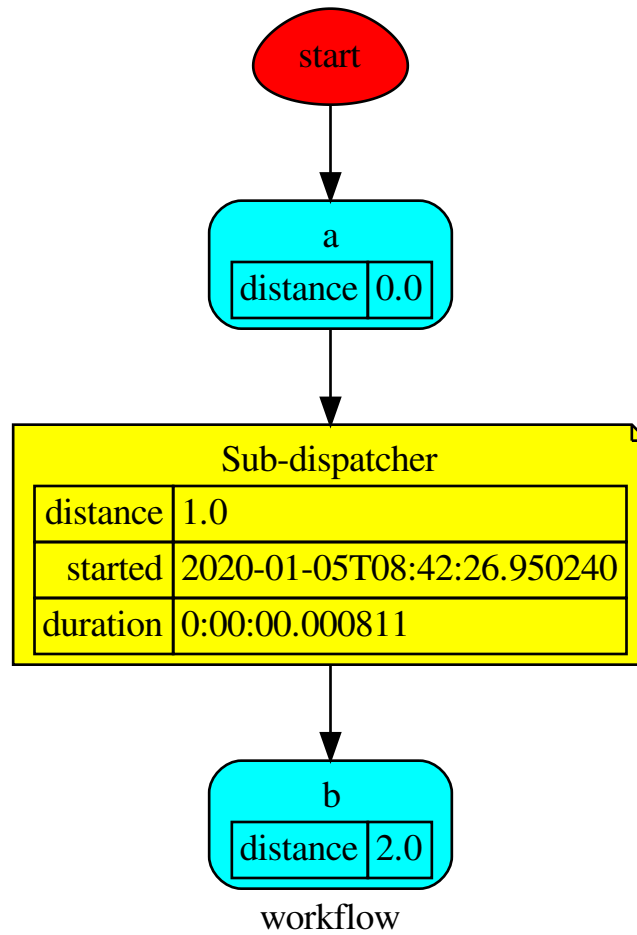 start
a
distance 0.0
Sub-dispatcher
distance 1.0
started 2020-01-05T08:42:26.950240
duration 0:00:00.000811
b
distance 2.0
workflow